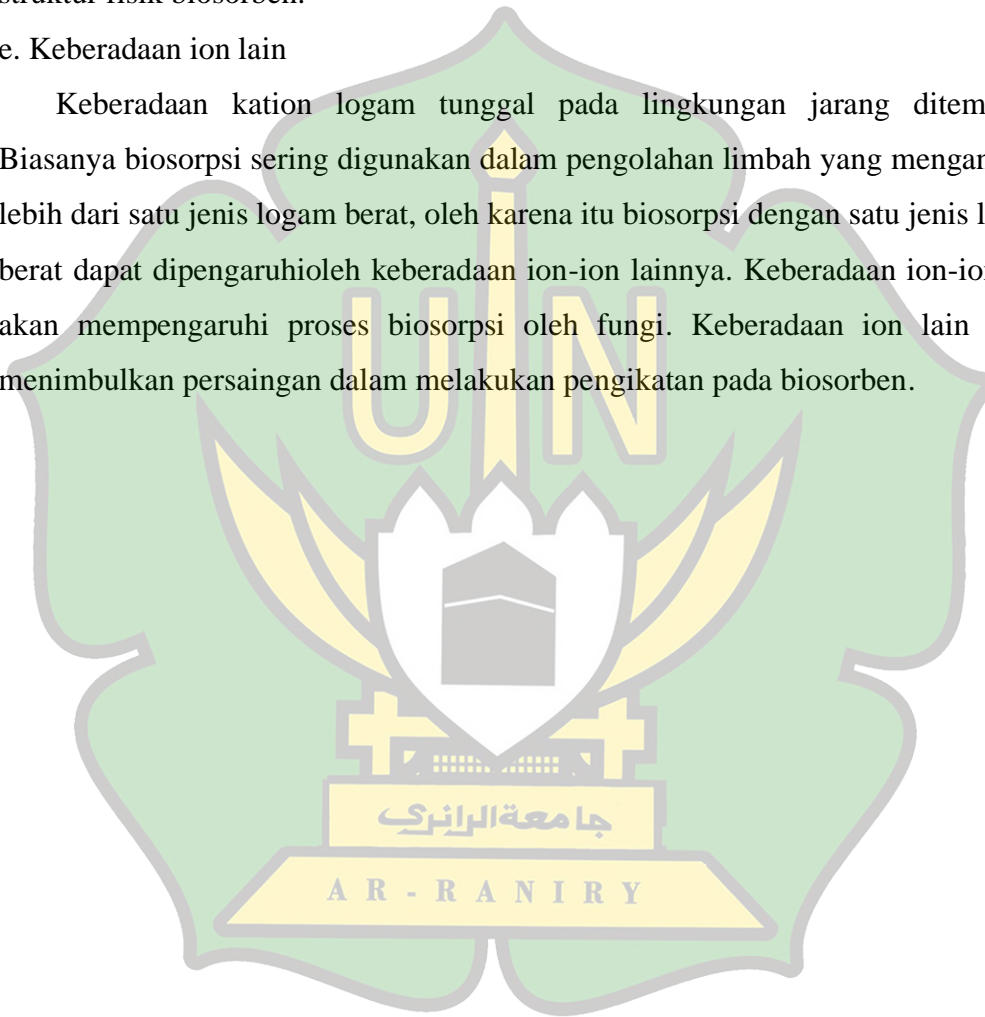 struktur fisik biosorben.
e. Keberadaan ion lain
Keberadaan kation logam tunggal pada lingkungan jarang ditem
Biasanya biosorpsi sering digunakan dalam pengolahan limbah yang mengan
lebih dari satu jenis logam berat, oleh karena itu biosorpsi dengan satu jenis l
berat dapat dipengaruhioleh keberadaan ion-ion lainnya. Keberadaan ion-ion
akan mempengaruhi proses biosorpsi oleh fungi. Keberadaan ion lain
menimbulkan persaingan dalam melakukan pengikatan pada biosorben.
UIN
جامعة الرانري
AR-RANIRY